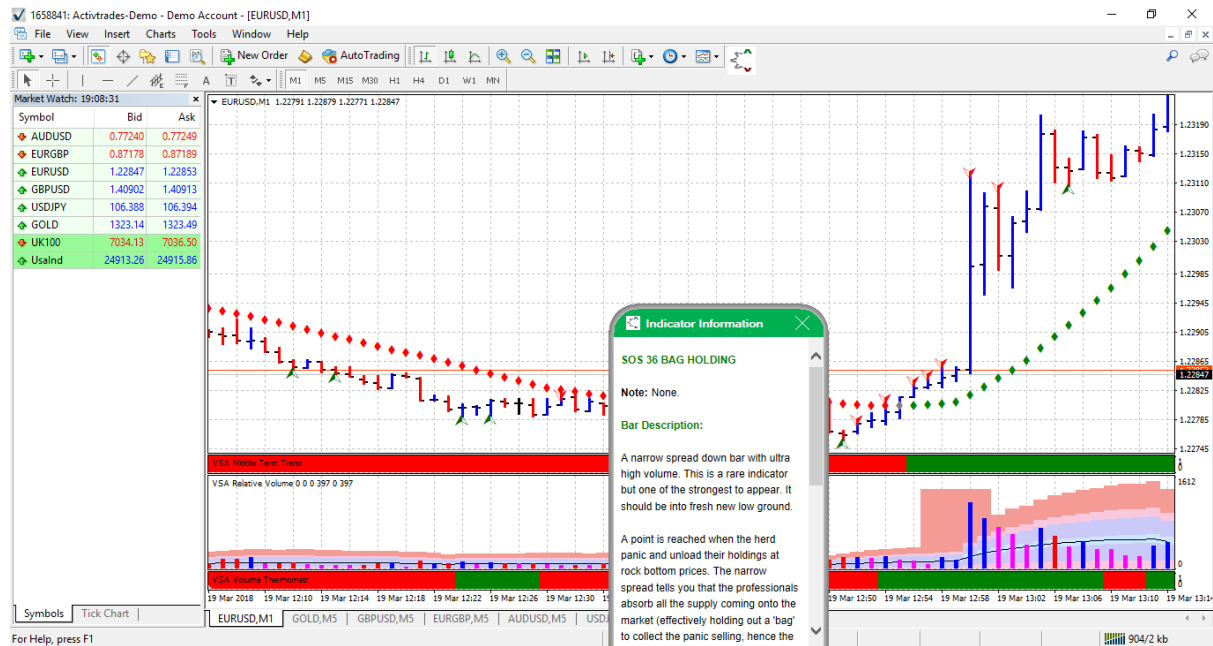 1658841: Activtrades-Demo - Demo Account - [EURUSD,M1]
File View Insert Charts Tools Window Help
New Order AutoTrading
A T M1 M5 M15 M30 H1 H4 D1 W1 MN
Market Watch: 19:08:31
Symbol Bid Ask
AUDUSD 0.77240 0.77249
EURGBP 0.87178 0.87189
EURUSD 1.22847 1.22853
GBPUSD 1.40902 1.40913
USDJPY 106.388 106.394
GOLD 1323.14 1323.49
UK100 7034.13 7036.50
UsaInd 24913.26 24915.86
Symbols Tick Chart
EURUSD,M1 1.22791 1.22879 1.22771 1.22847
1.23190
1.23150
1.23110
1.23070
1.23030
1.22985
1.22945
1.22905
1.22865
1.22847
1.22825
1.22785
1.22745
Indicator Information
SOS 36 BAG HOLDING
Note: None.
Bar Description:
A narrow spread down bar with ultra
high volume. This is a rare indicator
but one of the strongest to appear. It
should be into fresh new low ground.
A point is reached when the herd
panic and unload their holdings at
rock bottom prices. The narrow
spread tells you that the professionals
absorb all the supply coming onto the
market (effectively holding out a 'bag'
to collect the panic selling, hence the
VSA Middle Term Trend
1
0
VSA Relative Volume 0 0 0 397 0 397
1612
0
VSA Volume Thermometr
1
0
19 Mar 2018 19 Mar 12:10 19 Mar 12:14 19 Mar 12:18 19 Mar 12:22 19 Mar 12:26 19 Mar 12:30 19 19 Mar 12:50 19 Mar 12:54 19 Mar 12:58 19 Mar 13:02 19 Mar 13:06 19 Mar 13:10 19 Mar 13:14
EURUSD,M1 GOLD,M5 GBPUSD,M5 EURGBP,M5 AUDUSD,M5 USDJ
For Help, press F1
904/2 kb